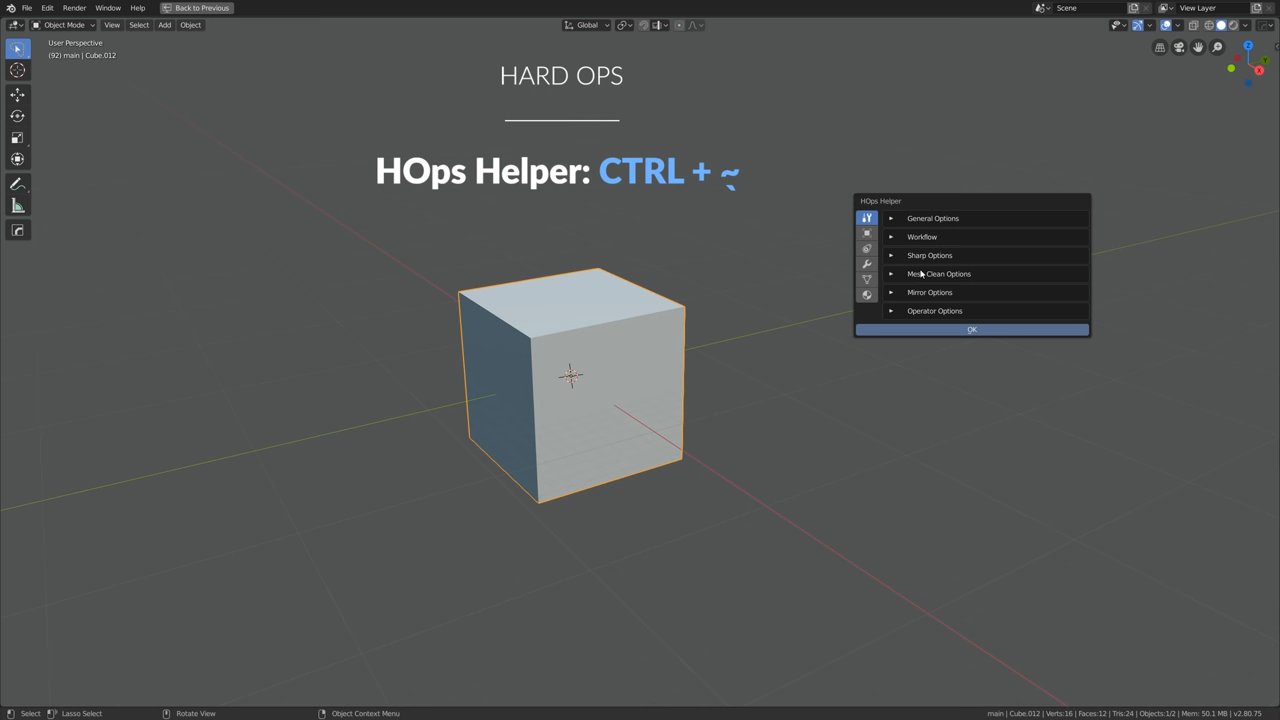 File Edit Render Window Help Back to Previous Scene View Layer
Object Mode View Select Add Object Global
User Perspective
(92) main | Cube.012
Z
Y
X
HARD OPS
HOps Helper: CTRL + ~
HOps Helper
General Options
Workflow
Sharp Options
Mesh Clean Options
Mirror Options
Operator Options
OK
Select Lasso Select Rotate View Object Context Menu main | Cube.012 | Verts:16 | Faces:12 | Tris:24 | Objects:1/2 | Mem: 50.1 MB | v2.80.75